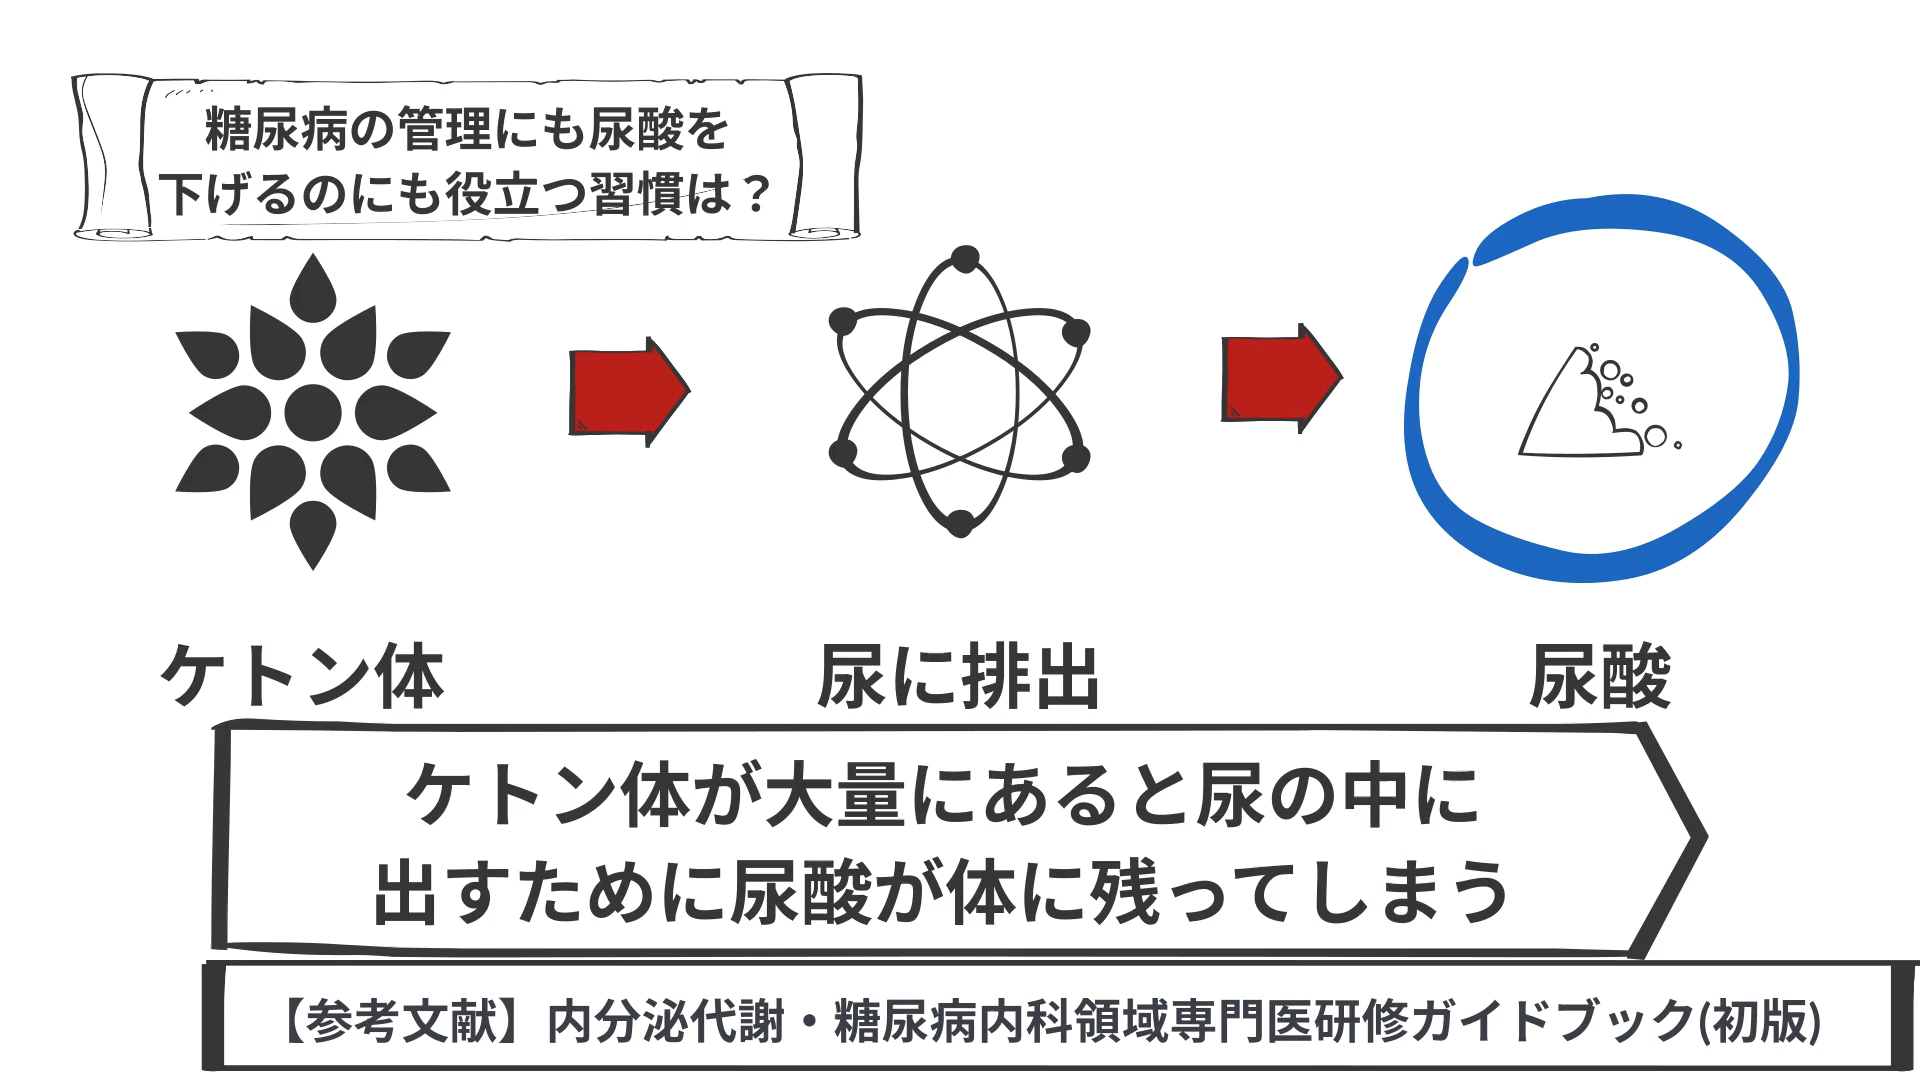 糖尿病の管理にも尿酸を
下げるのにも役立つ習慣は？
ケトン体
尿に排出
尿酸
ケトン体が大量にあると尿の中に
出すために尿酸が体に残ってしまう
【参考文献】内分泌代謝・糖尿病内科領域専門医研修ガイドブック(初版)